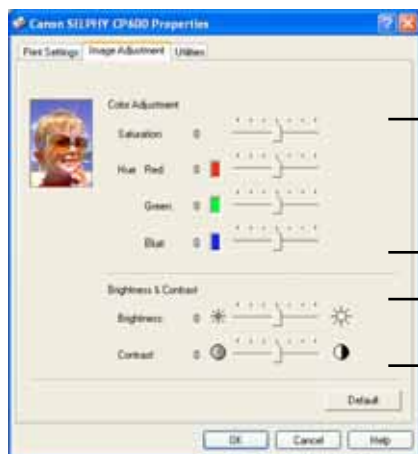 Canon SELPHY CP600 Properties
Print Settings Image Adjustment Utilities
Color Adjustment
Saturation: 0
Hue Red: 0
Green: 0
Blue: 0
Brightness & Contrast
Brightness: 0
Contrast: 0
Default
OK Cancel Help